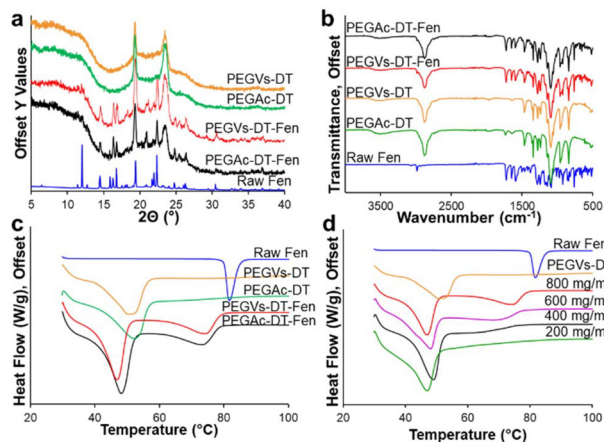 a
Offset Y Values
PEGVs-DT
PEGAc-DT
PEGVs-DT-Fen
PEGAc-DT-Fen
Raw Fen
5 10 15 20 25 30 35 40
2Θ (°)
b
Transmittance, Offset
PEGAc-DT-Fen
PEGVs-DT-Fen
PEGVs-DT
PEGAc-DT
Raw Fen
3500 2500 1500 500
Wavenumber (cm-1)
c
Heat Flow (W/g), Offset
Raw Fen
PEGVs-DT
PEGAc-DT
PEGVs-DT-Fen
PEGAc-DT-Fen
20 40 60 80 100
Temperature (°C)
d
Heat Flow (W/g), Offset
Raw Fen
PEGVs-D
800 mg/m
600 mg/m
400 mg/m
200 mg/m
20 40 60 80 100
Temperature (°C)